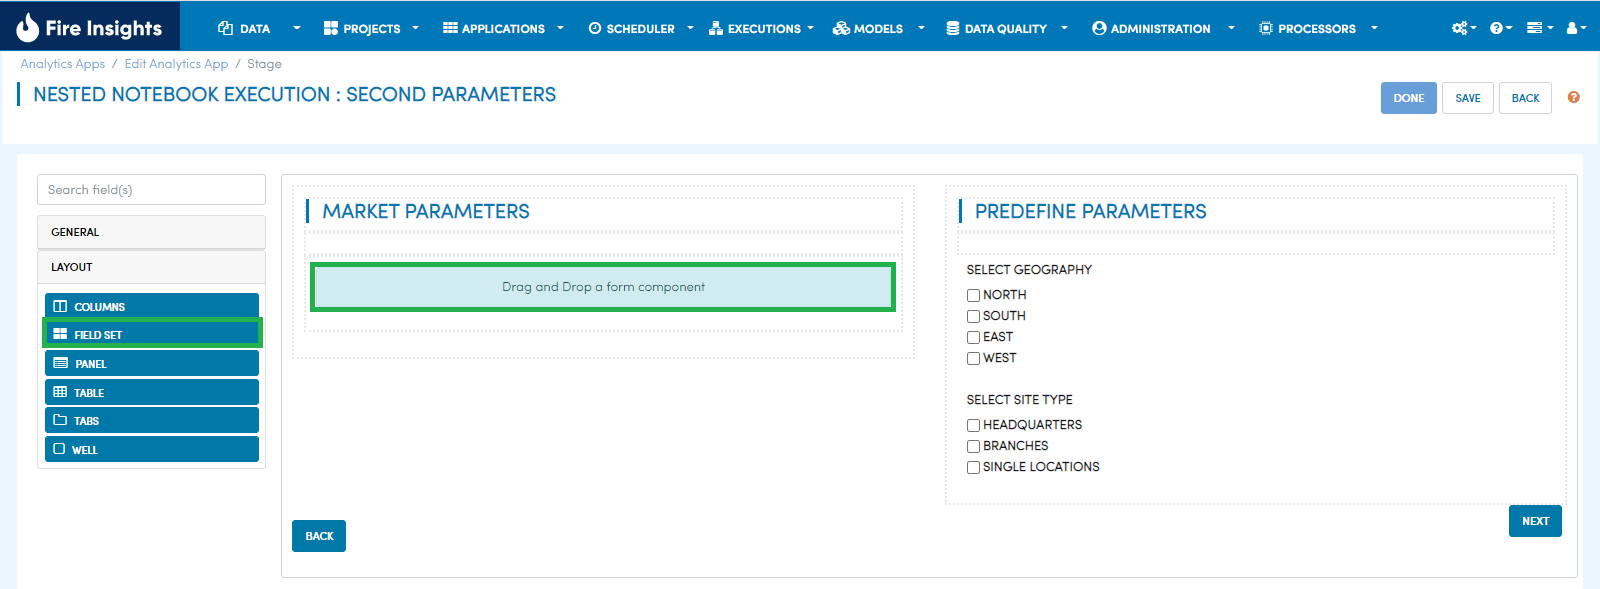 Fire Insights
DATA PROJECTS APPLICATIONS SCHEDULER EXECUTIONS MODELS DATA QUALITY ADMINISTRATION PROCESSORS
Analytics Apps / Edit Analytics App / Stage
NESTED NOTEBOOK EXECUTION : SECOND PARAMETERS
DONE SAVE BACK
Search field(s)
GENERAL
LAYOUT
COLUMNS
FIELD SET
PANEL
TABLE
TABS
WELL
MARKET PARAMETERS
Drag and Drop a form component
BACK
PREDEFINE PARAMETERS
SELECT GEOGRAPHY
NORTH
SOUTH
EAST
WEST
SELECT SITE TYPE
HEADQUARTERS
BRANCHES
SINGLE LOCATIONS
NEXT